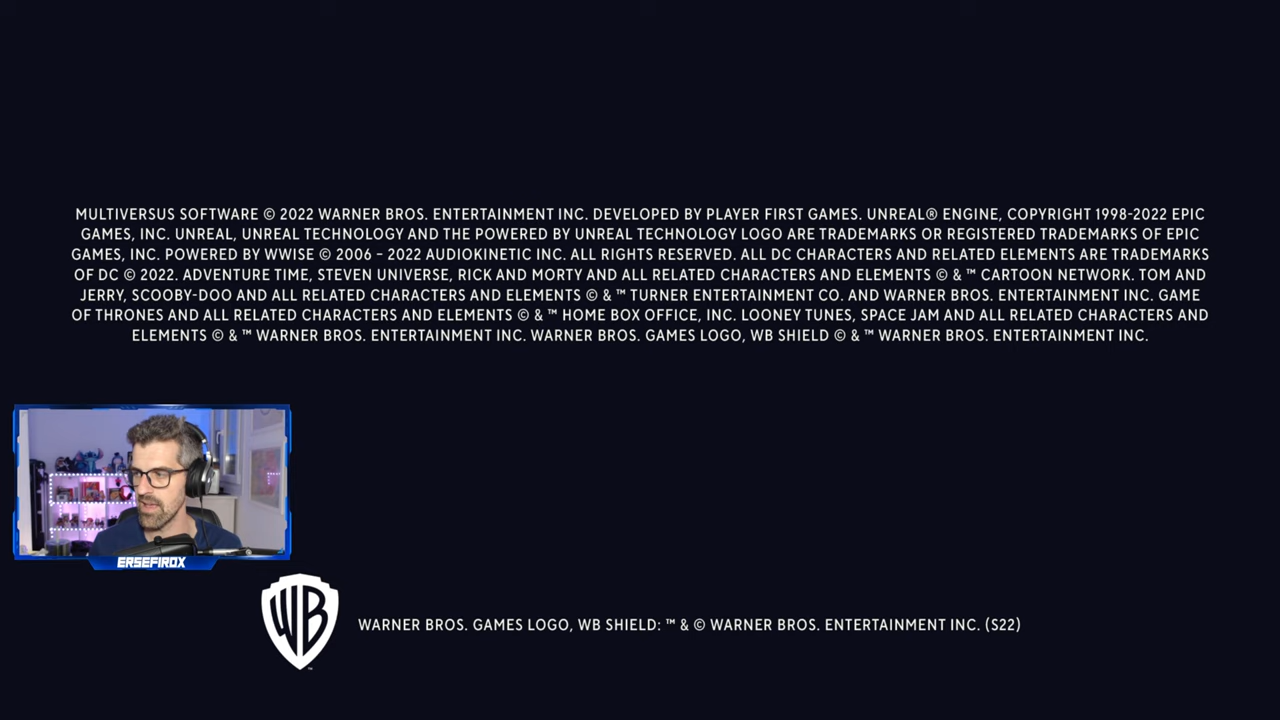 MULTIVERSUS SOFTWARE © 2022 WARNER BROS. ENTERTAINMENT INC. DEVELOPED BY PLAYER FIRST GAMES. UNREAL® ENGINE, COPYRIGHT 1998-2022 EPIC
GAMES, INC. UNREAL, UNREAL TECHNOLOGY AND THE POWERED BY UNREAL TECHNOLOGY LOGO ARE TRADEMARKS OR REGISTERED TRADEMARKS OF EPIC
GAMES, INC. POWERED BY WWISE © 2006 – 2022 AUDIOKINETIC INC. ALL RIGHTS RESERVED. ALL DC CHARACTERS AND RELATED ELEMENTS ARE TRADEMARKS
OF DC © 2022. ADVENTURE TIME, STEVEN UNIVERSE, RICK AND MORTY AND ALL RELATED CHARACTERS AND ELEMENTS © & ™ CARTOON NETWORK. TOM AND
JERRY, SCOOBY-DOO AND ALL RELATED CHARACTERS AND ELEMENTS © & ™ TURNER ENTERTAINMENT CO. AND WARNER BROS. ENTERTAINMENT INC. GAME
OF THRONES AND ALL RELATED CHARACTERS AND ELEMENTS © & ™ HOME BOX OFFICE, INC. LOONEY TUNES, SPACE JAM AND ALL RELATED CHARACTERS AND
ELEMENTS © & ™ WARNER BROS. ENTERTAINMENT INC. WARNER BROS. GAMES LOGO, WB SHIELD © & ™ WARNER BROS. ENTERTAINMENT INC.
ERSEFIROX
WB ™
WARNER BROS. GAMES LOGO, WB SHIELD: ™ & © WARNER BROS. ENTERTAINMENT INC. (S22)